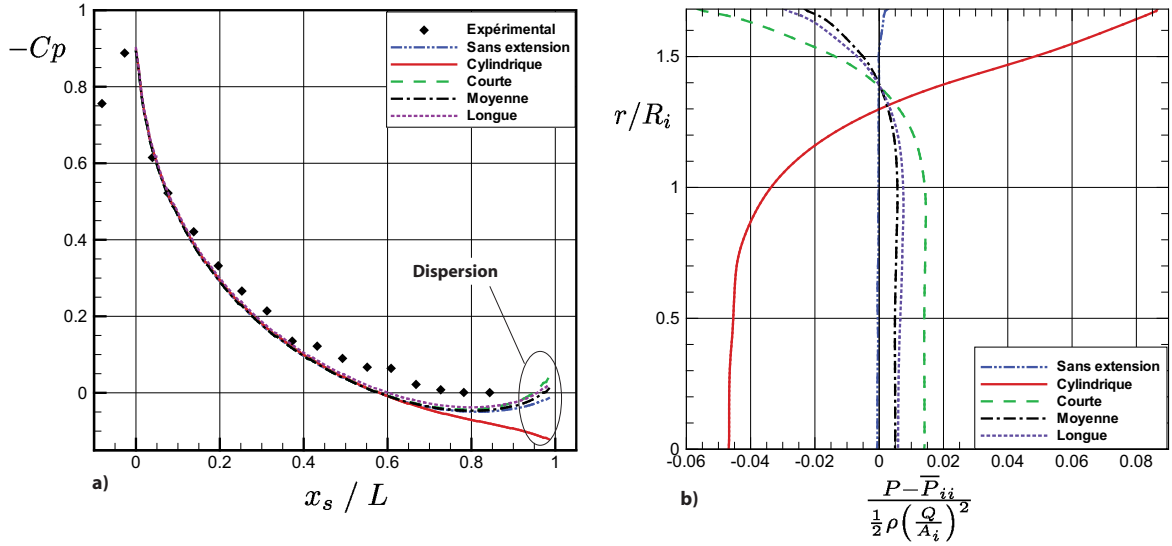 −Cp
1
0.8
0.6
0.4
0.2
0
0
0.2
0.4
0.6
0.8
1
x_s / L
a)
Expérimental
Sans extension
Cylindrique
Courte
Moyenne
Longue
Dispersion
r/R_i
1.5
1
0.5
0
-0.06
-0.04
-0.02
0
0.02
0.04
0.06
0.08
Sans extension
Cylindrique
Courte
Moyenne
Longue
b)
P−P̅_ii
½ ρ(Q/A_i)²